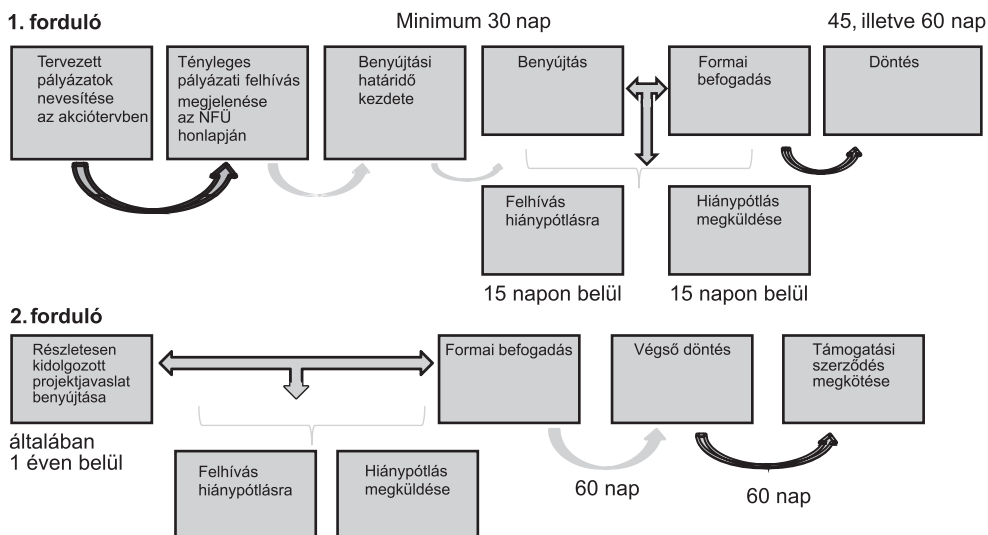 1. forduló
Minimum 30 nap
45, illetve 60 nap
Tervezett
pályázatok
nevesítése
az akciótervben
Tényleges
pályázati felhívás
megjelenése
az NFÜ
honlapján
Benyújtási
határidő
kezdete
Benyújtás
Formai
befogadás
Döntés
Felhívás
hiánypótlásra
Hiánypótlás
megküldése
15 napon belül
15 napon belül
2. forduló
Részletesen
kidolgozott
projektjavaslat
benyújtása
Formai befogadás
Végső döntés
Támogatási
szerződés
megkötése
általában
1 éven belül
Felhívás
hiánypótlásra
Hiánypótlás
megküldése
60 nap
60 nap